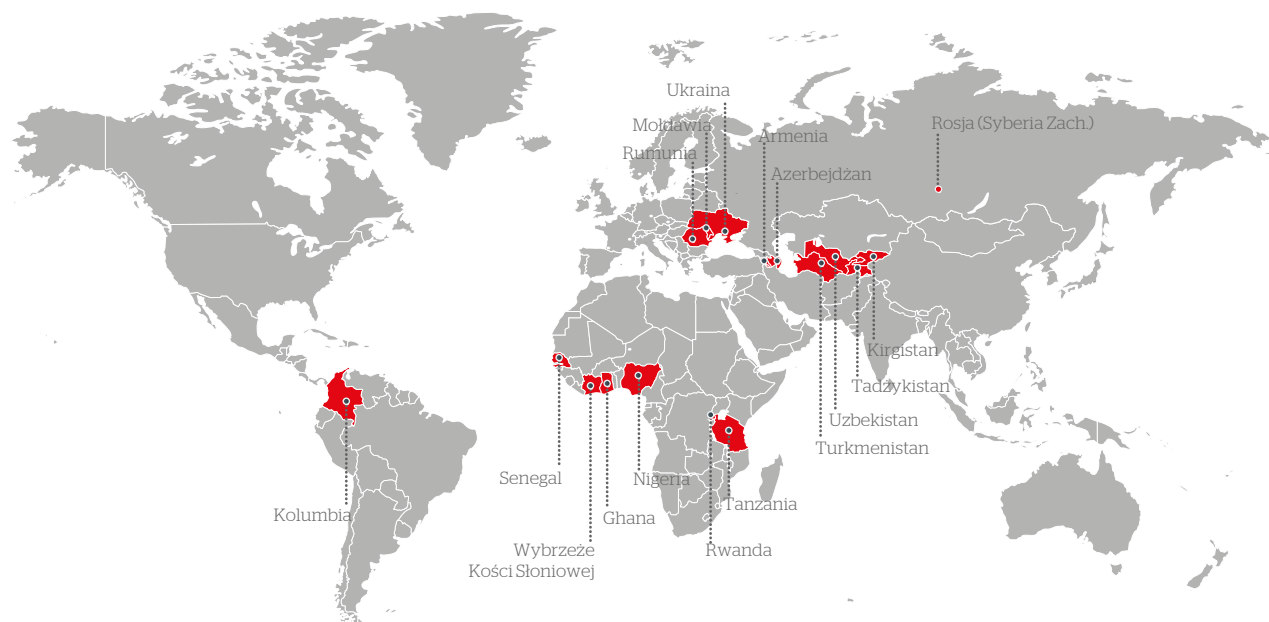 Ukraina
Mołdawia
Rumunia
Armenia
Rosja (Syberia Zach.)
Azerbejdżan
Kirgistan
Tadżykistan
Uzbekistan
Turkmenistan
Senegal
Nigeria
Tanzania
Kolumbia
Ghana
Wybrzeże
Kości Słoniowej
Rwanda